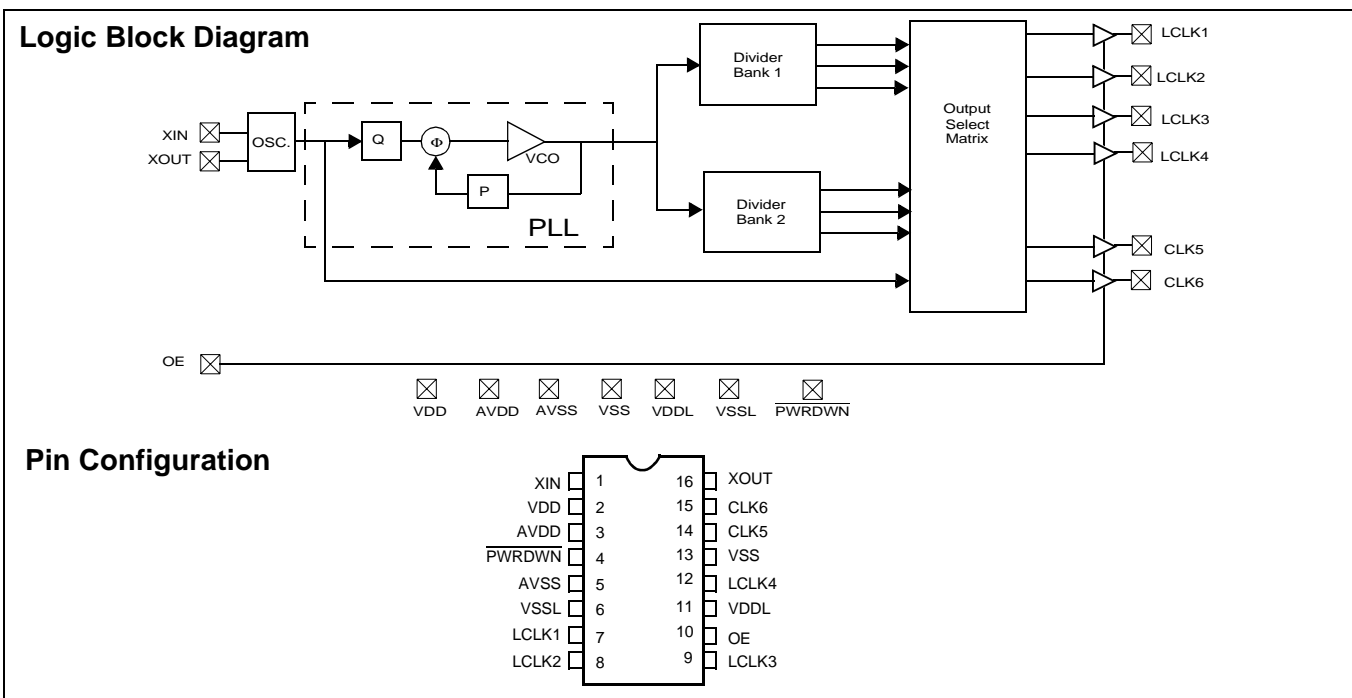 Logic Block Diagram
XIN
XOUT
OSC.
Q
Φ
VCO
P
PLL
Divider
Bank 1
Divider
Bank 2
Output
Select
Matrix
LCLK1
LCLK2
LCLK3
LCLK4
CLK5
CLK6
OE
VDD AVDD AVSS VSS VDDL VSSL PWRDWN
Pin Configuration
XIN 1 16 XOUT
VDD 2 15 CLK6
AVDD 3 14 CLK5
PWRDWN 4 13 VSS
AVSS 5 12 LCLK4
VSSL 6 11 VDDL
LCLK1 7 10 OE
LCLK2 8 9 LCLK3